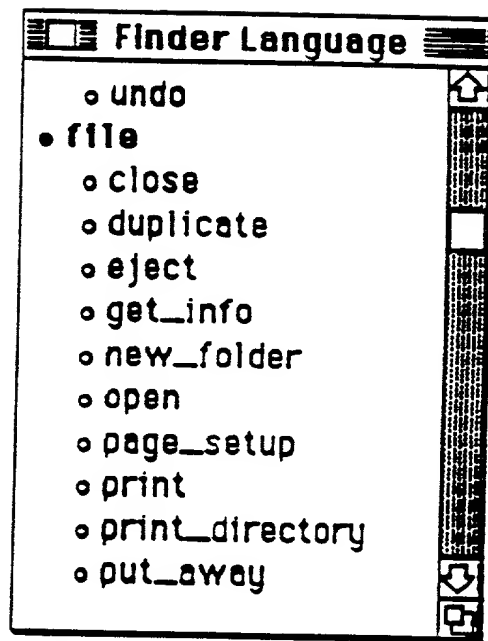 Finder Language
undo
file
close
duplicate
eject
get_info
new_folder
open
page_setup
print
print_directory
put_away